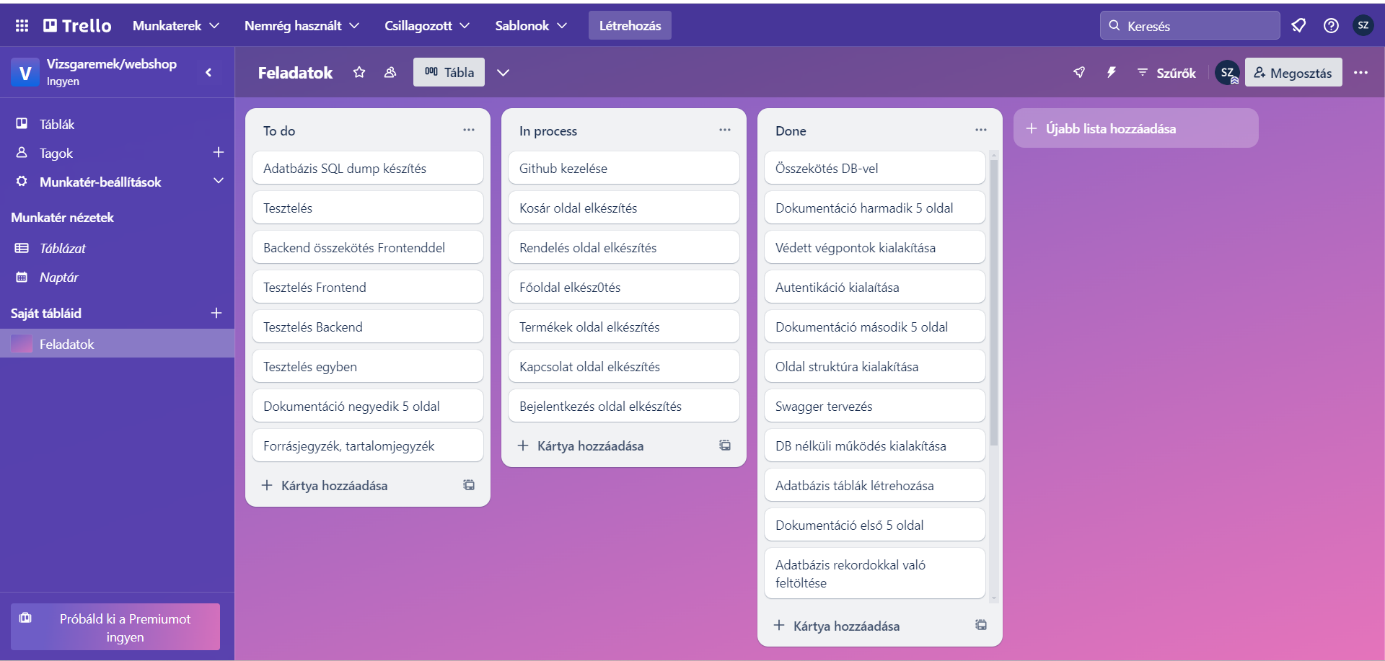 Trello Munkaterek Nemrég használt Csillagozott Sablonok Létrehozás Keresés SZ
V Vizsgaremek/webshop
Ingyen
Táblák
Tagok
Munkatér-beállítások
Munkatér nézetek
Táblázat
Naptár
Saját tábláid
Feladatok
Próbáld ki a Premiumot
ingyen
Feladatok Tábla Szűrők SZ Megosztás
To do
Adatbázis SQL dump készítés
Tesztelés
Backend összekötés Frontenddel
Tesztelés Frontend
Tesztelés Backend
Tesztelés egyben
Dokumentáció negyedik 5 oldal
Forrásjegyzék, tartalomjegyzék
Kártya hozzáadása
In process
Github kezelése
Kosár oldal elkészítés
Rendelés oldal elkészítés
Főoldal elkész0tés
Termékek oldal elkészítés
Kapcsolat oldal elkészítés
Bejelentkezés oldal elkészítés
Kártya hozzáadása
Done
Összekötés DB-vel
Dokumentáció harmadik 5 oldal
Védett végpontok kialakítása
Autentikáció kialaítása
Dokumentáció második 5 oldal
Oldal struktúra kialakítása
Swagger tervezés
DB nélküli működés kialakítása
Adatbázis táblák létrehozása
Dokumentáció első 5 oldal
Adatbázis rekordokkal való
feltöltése
Kártya hozzáadása
Újabb lista hozzáadása